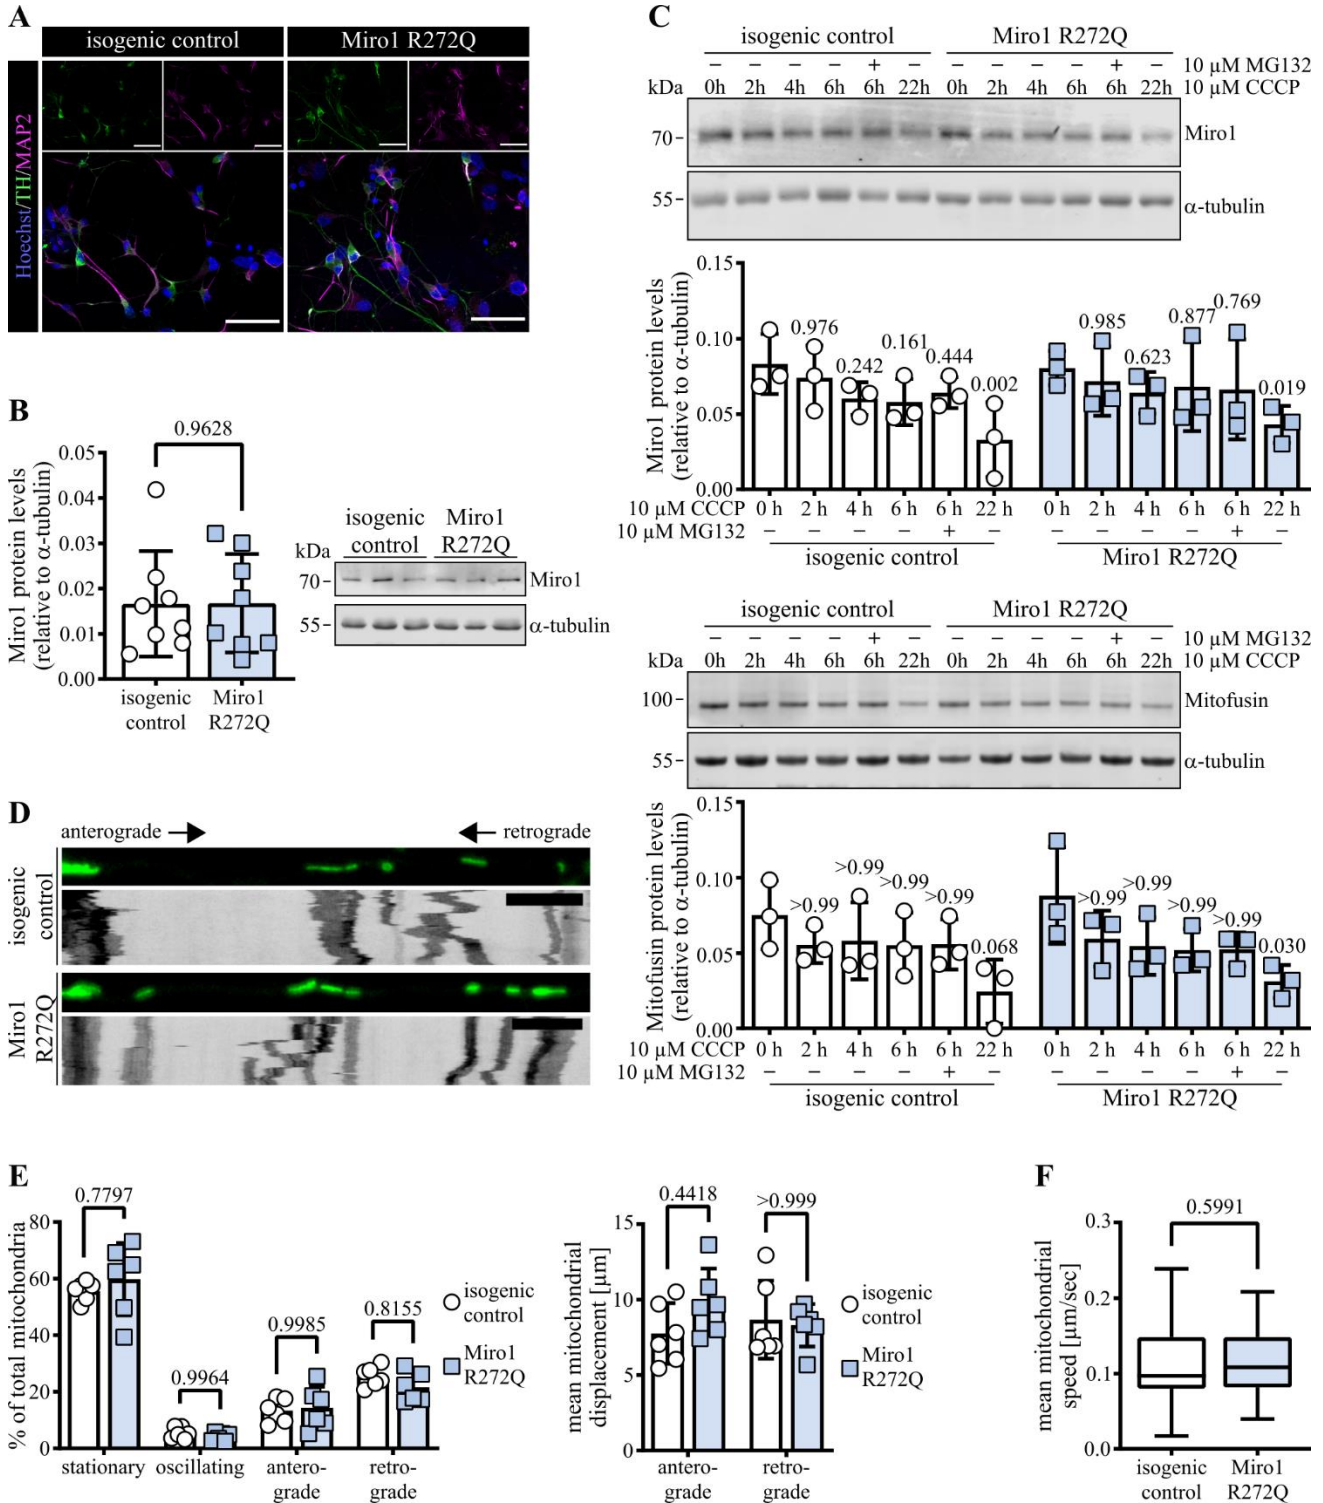 A
isogenic control
Miro1 R272Q
Hoechst/TH/MAP2
B
0.9628
Miro1 protein levels
(relative to α-tubulin)
0.05
0.04
0.03
0.02
0.01
0.00
isogenic
control
Miro1
R272Q
isogenic
control
Miro1
R272Q
kDa
70
Miro1
55
α-tubulin
C
isogenic control
Miro1 R272Q
– – – – + – – – – – + – 10 µM MG132
kDa 0h 2h 4h 6h 6h 22h 0h 2h 4h 6h 6h 22h 10 µM CCCP
70
Miro1
55
α-tubulin
Miro1 protein levels
(relative to α-tubulin)
0.15
0.10
0.05
0.00
0.976 0.242 0.161 0.444 0.002
0.985 0.623 0.877 0.769 0.019
10 µM CCCP 0 h 2 h 4 h 6 h 6 h 22 h 0 h 2 h 4 h 6 h 6 h 22 h
10 µM MG132 – – – – + – – – – – + –
isogenic control
Miro1 R272Q
isogenic control
Miro1 R272Q
– – – – + – – – – – + – 10 µM MG132
kDa 0h 2h 4h 6h 6h 22h 0h 2h 4h 6h 6h 22h 10 µM CCCP
100
Mitofusin
55
α-tubulin
Mitofusin protein levels
(relative to α-tubulin)
0.15
0.10
0.05
0.00
>0.99 >0.99 >0.99 >0.99 0.068
>0.99 >0.99 >0.99 >0.99 0.030
10 µM CCCP 0 h 2 h 4 h 6 h 6 h 22 h 0 h 2 h 4 h 6 h 6 h 22 h
10 µM MG132 – – – – + – – – – – + –
isogenic control
Miro1 R272Q
D
anterograde
retrograde
isogenic
control
Miro1
R272Q
E
% of total mitochondria
80
60
40
20
0
0.7797
0.9964
0.9985
0.8155
stationary
oscillating
antero-
grade
retro-
grade
isogenic
control
Miro1
R272Q
mean mitochondrial
displacement [µm]
15
10
5
0
0.4418
>0.999
antero-
grade
retro-
grade
isogenic
control
Miro1
R272Q
F
mean mitochondrial
speed [µm/sec]
0.3
0.2
0.1
0.0
0.5991
isogenic
control
Miro1
R272Q